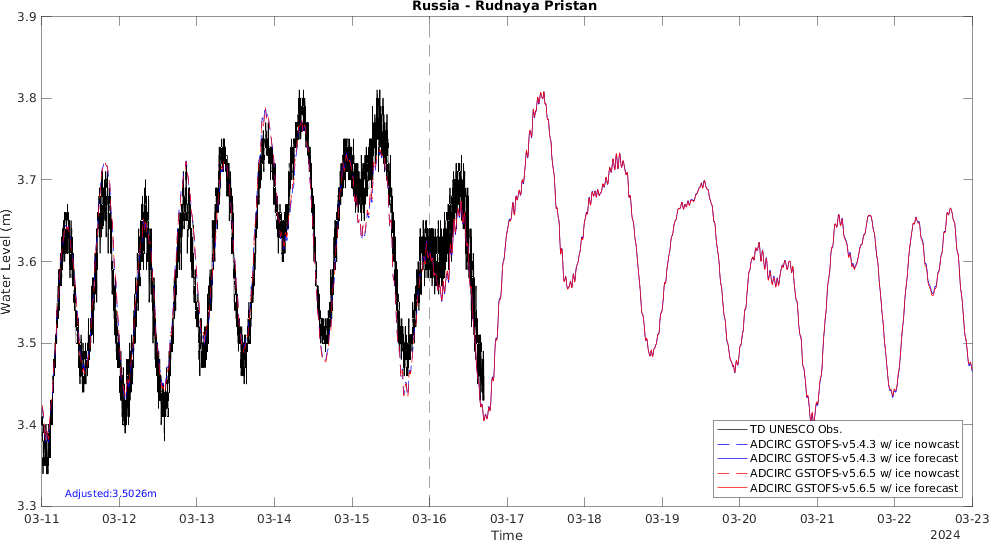 Russia - Rudnaya Pristan
3.9
3.8
3.7
3.6
3.5
3.4
3.3
Water Level (m)
Adjusted:3.5026m
TD UNESCO Obs.
ADCIRC GSTOFS-v5.4.3 w/ ice nowcast
ADCIRC GSTOFS-v5.4.3 w/ ice forecast
ADCIRC GSTOFS-v5.6.5 w/ ice nowcast
ADCIRC GSTOFS-v5.6.5 w/ ice forecast
03-11 03-12 03-13 03-14 03-15 03-16 03-17 03-18 03-19 03-20 03-21 03-22 03-23
Time
2024